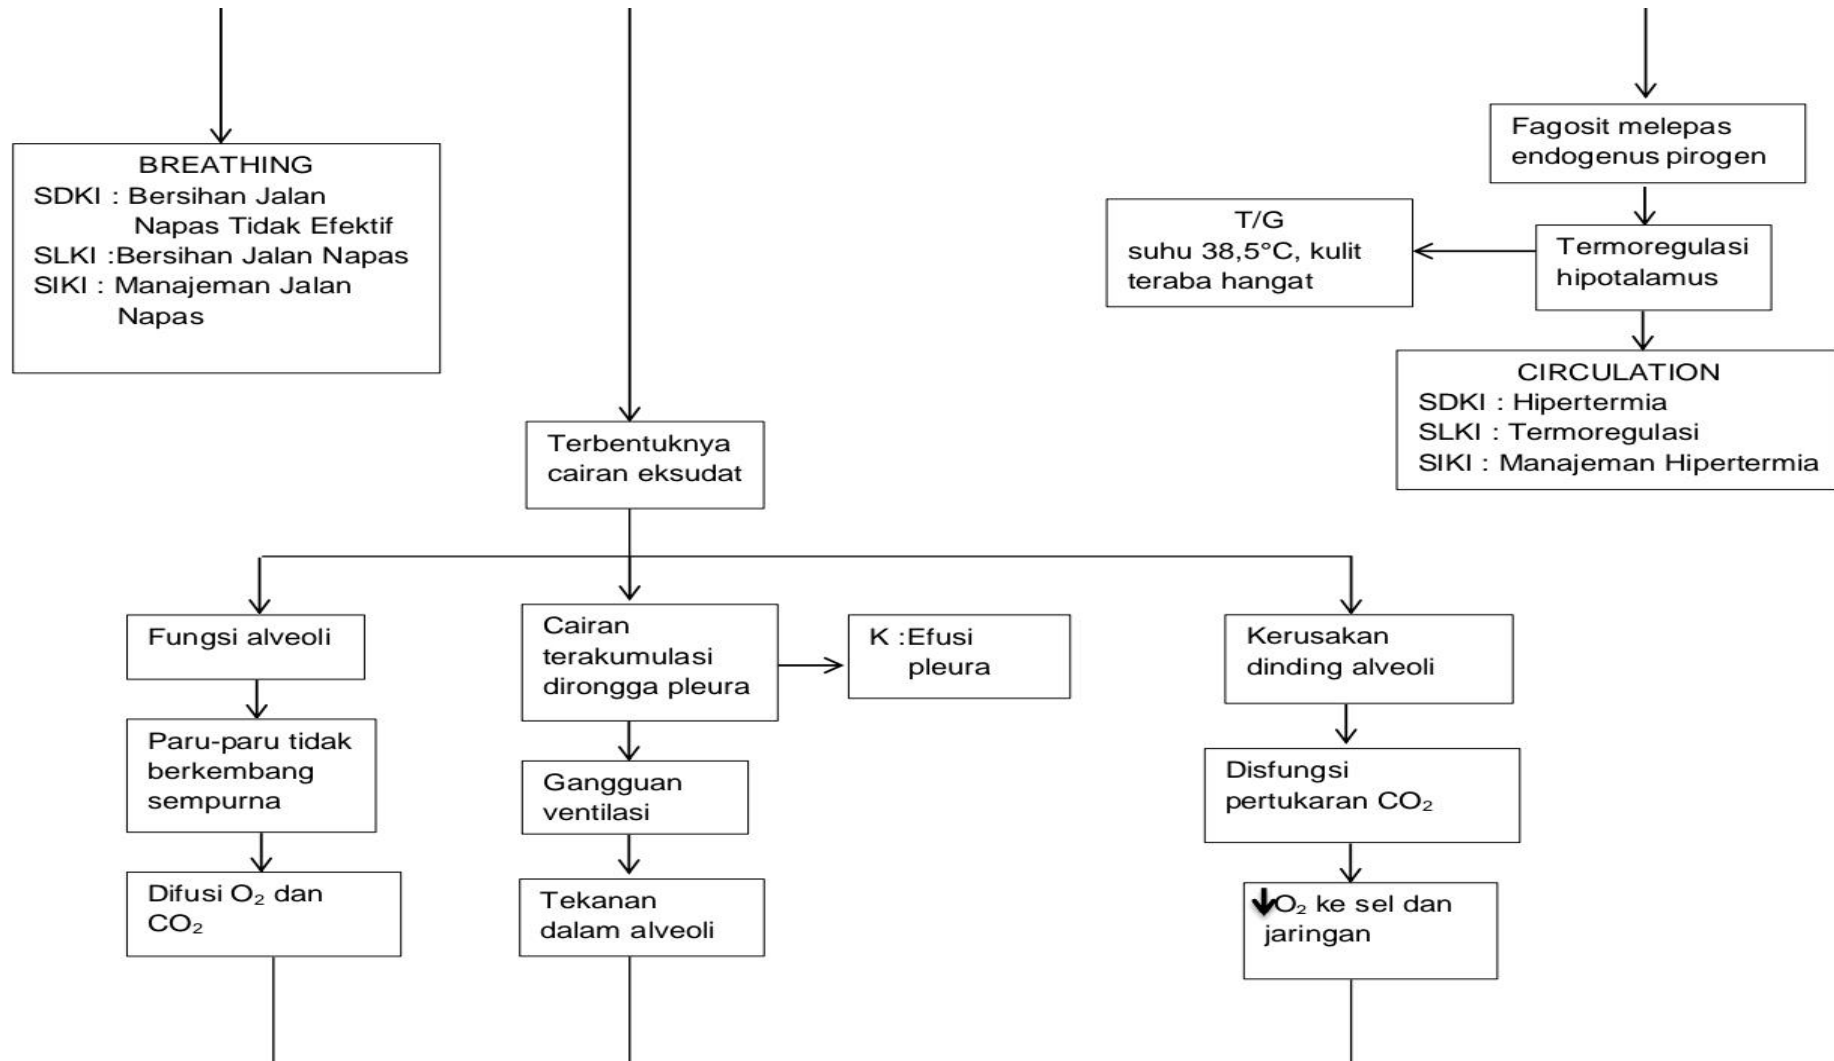 BREATHING
SDKI : Bersihan Jalan
Napas Tidak Efektif
SLKI :Bersihan Jalan Napas
SIKI : Manajeman Jalan
Napas
Fagosit melepas
endogenus pirogen
T/G
suhu 38,5°C, kulit
teraba hangat
Termoregulasi
hipotalamus
CIRCULATION
SDKI : Hipertermia
SLKI : Termoregulasi
SIKI : Manajeman Hipertermia
Terbentuknya
cairan eksudat
Fungsi alveoli
Cairan
terakumulasi
dirongga pleura
K :Efusi
pleura
Kerusakan
dinding alveoli
Paru-paru tidak
berkembang
sempurna
Gangguan
ventilasi
Disfungsi
pertukaran CO₂
Difusi O₂ dan
CO₂
Tekanan
dalam alveoli
↓O₂ ke sel dan
jaringan